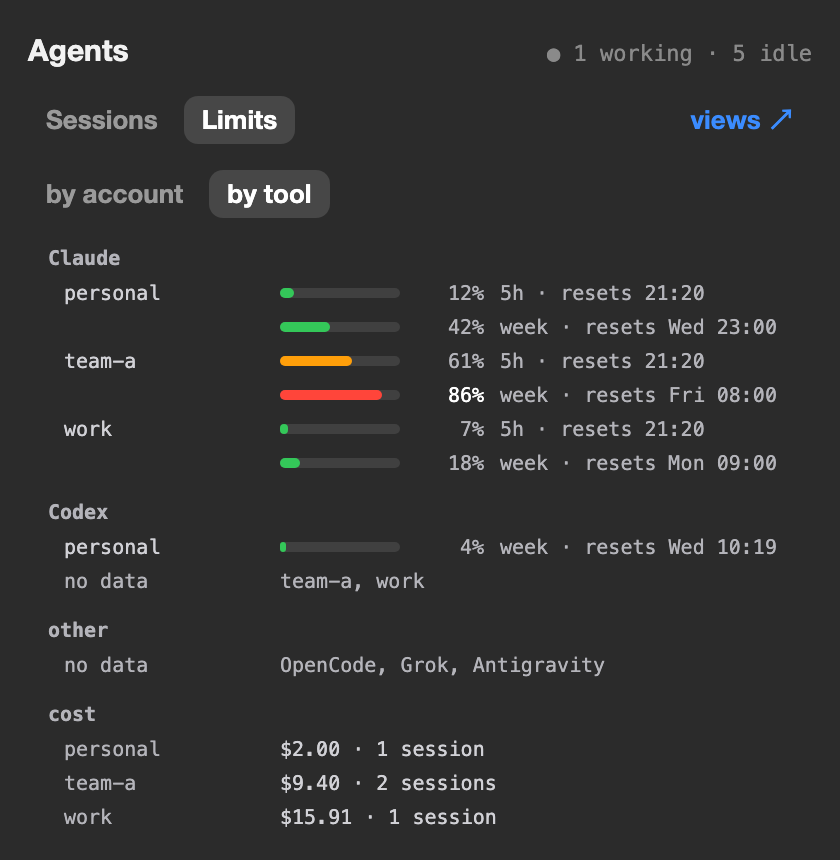 Agents
● 1 working · 5 idle
Sessions Limits views ↗
by account by tool
Claude
personal 12% 5h · resets 21:20
42% week · resets Wed 23:00
team-a 61% 5h · resets 21:20
86% week · resets Fri 08:00
work 7% 5h · resets 21:20
18% week · resets Mon 09:00
Codex
personal 4% week · resets Wed 10:19
no data team-a, work
other
no data OpenCode, Grok, Antigravity
cost
personal $2.00 · 1 session
team-a $9.40 · 2 sessions
work $15.91 · 1 session